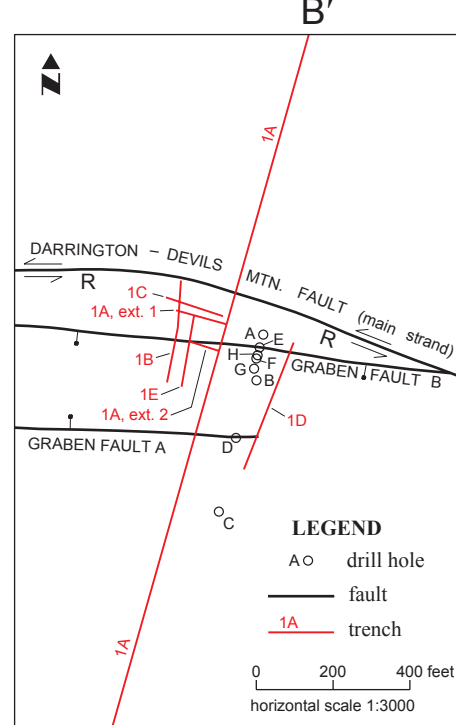 B′
N
1A
DARRINGTON – DEVILS MTN. FAULT (main strand)
R
1C
1A, ext. 1
R
A
E
H
F
G
B
GRABEN FAULT B
1B
1E
1A, ext. 2
1D
GRABEN FAULT A
D
C
LEGEND
A drill hole
fault
1A trench
1A
0 200 400 feet
horizontal scale 1:3000